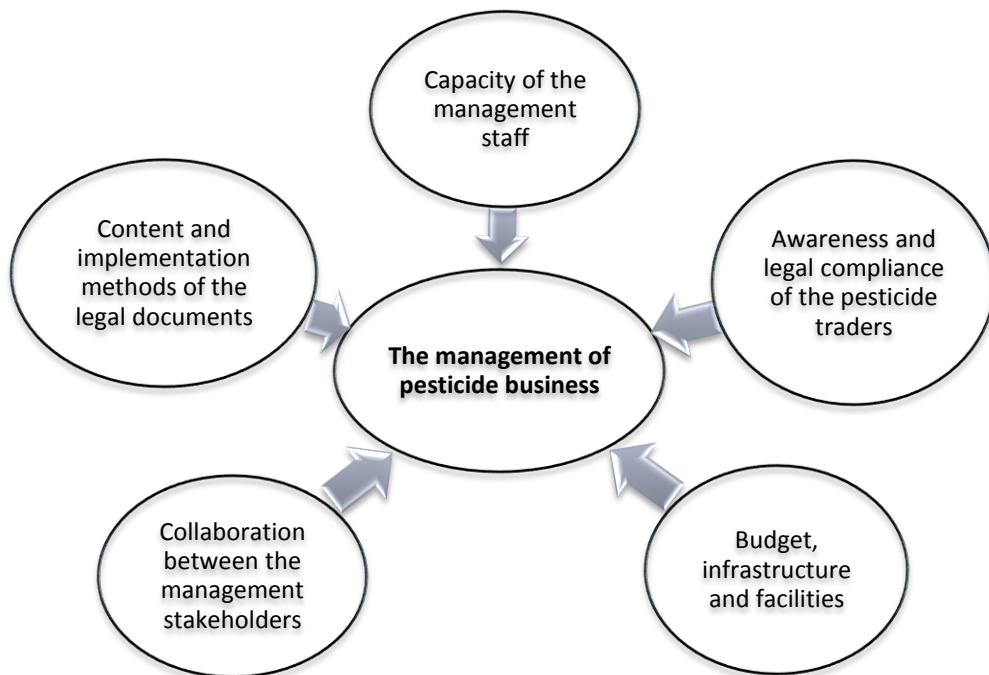 Capacity of the
management
staff
Content and
implementation
methods of the
legal documents
Awareness and
legal compliance
of the pesticide
traders
The management of
pesticide business
Collaboration
between the
management
stakeholders
Budget,
infrastructure
and facilities